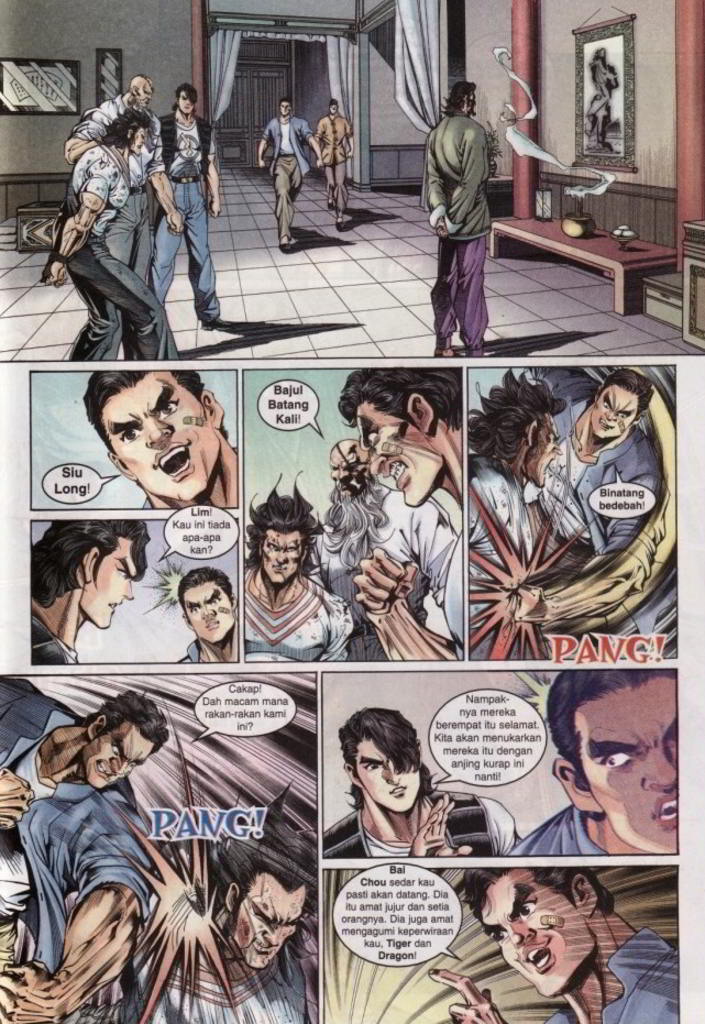 Siu
Long!
Lim!
Kau ini tiada
apa-apa
kan?
Bajul
Batang
Kali!
Binatang
bedebah!
PANG!
Cakap!
Dah macam mana
rakan-rakan kami
ini?
PANG!
Nampak-
nya mereka
berempat itu selamat.
Kita akan menukarkan
mereka itu dengan
anjing kurap ini
nanti!
Bai
Chou sedar kau
pasti akan datang. Dia
itu amat jujur dan setia
orangnya. Dia juga amat
mengagumi keperwiraan
kau, Tiger dan
Dragon!